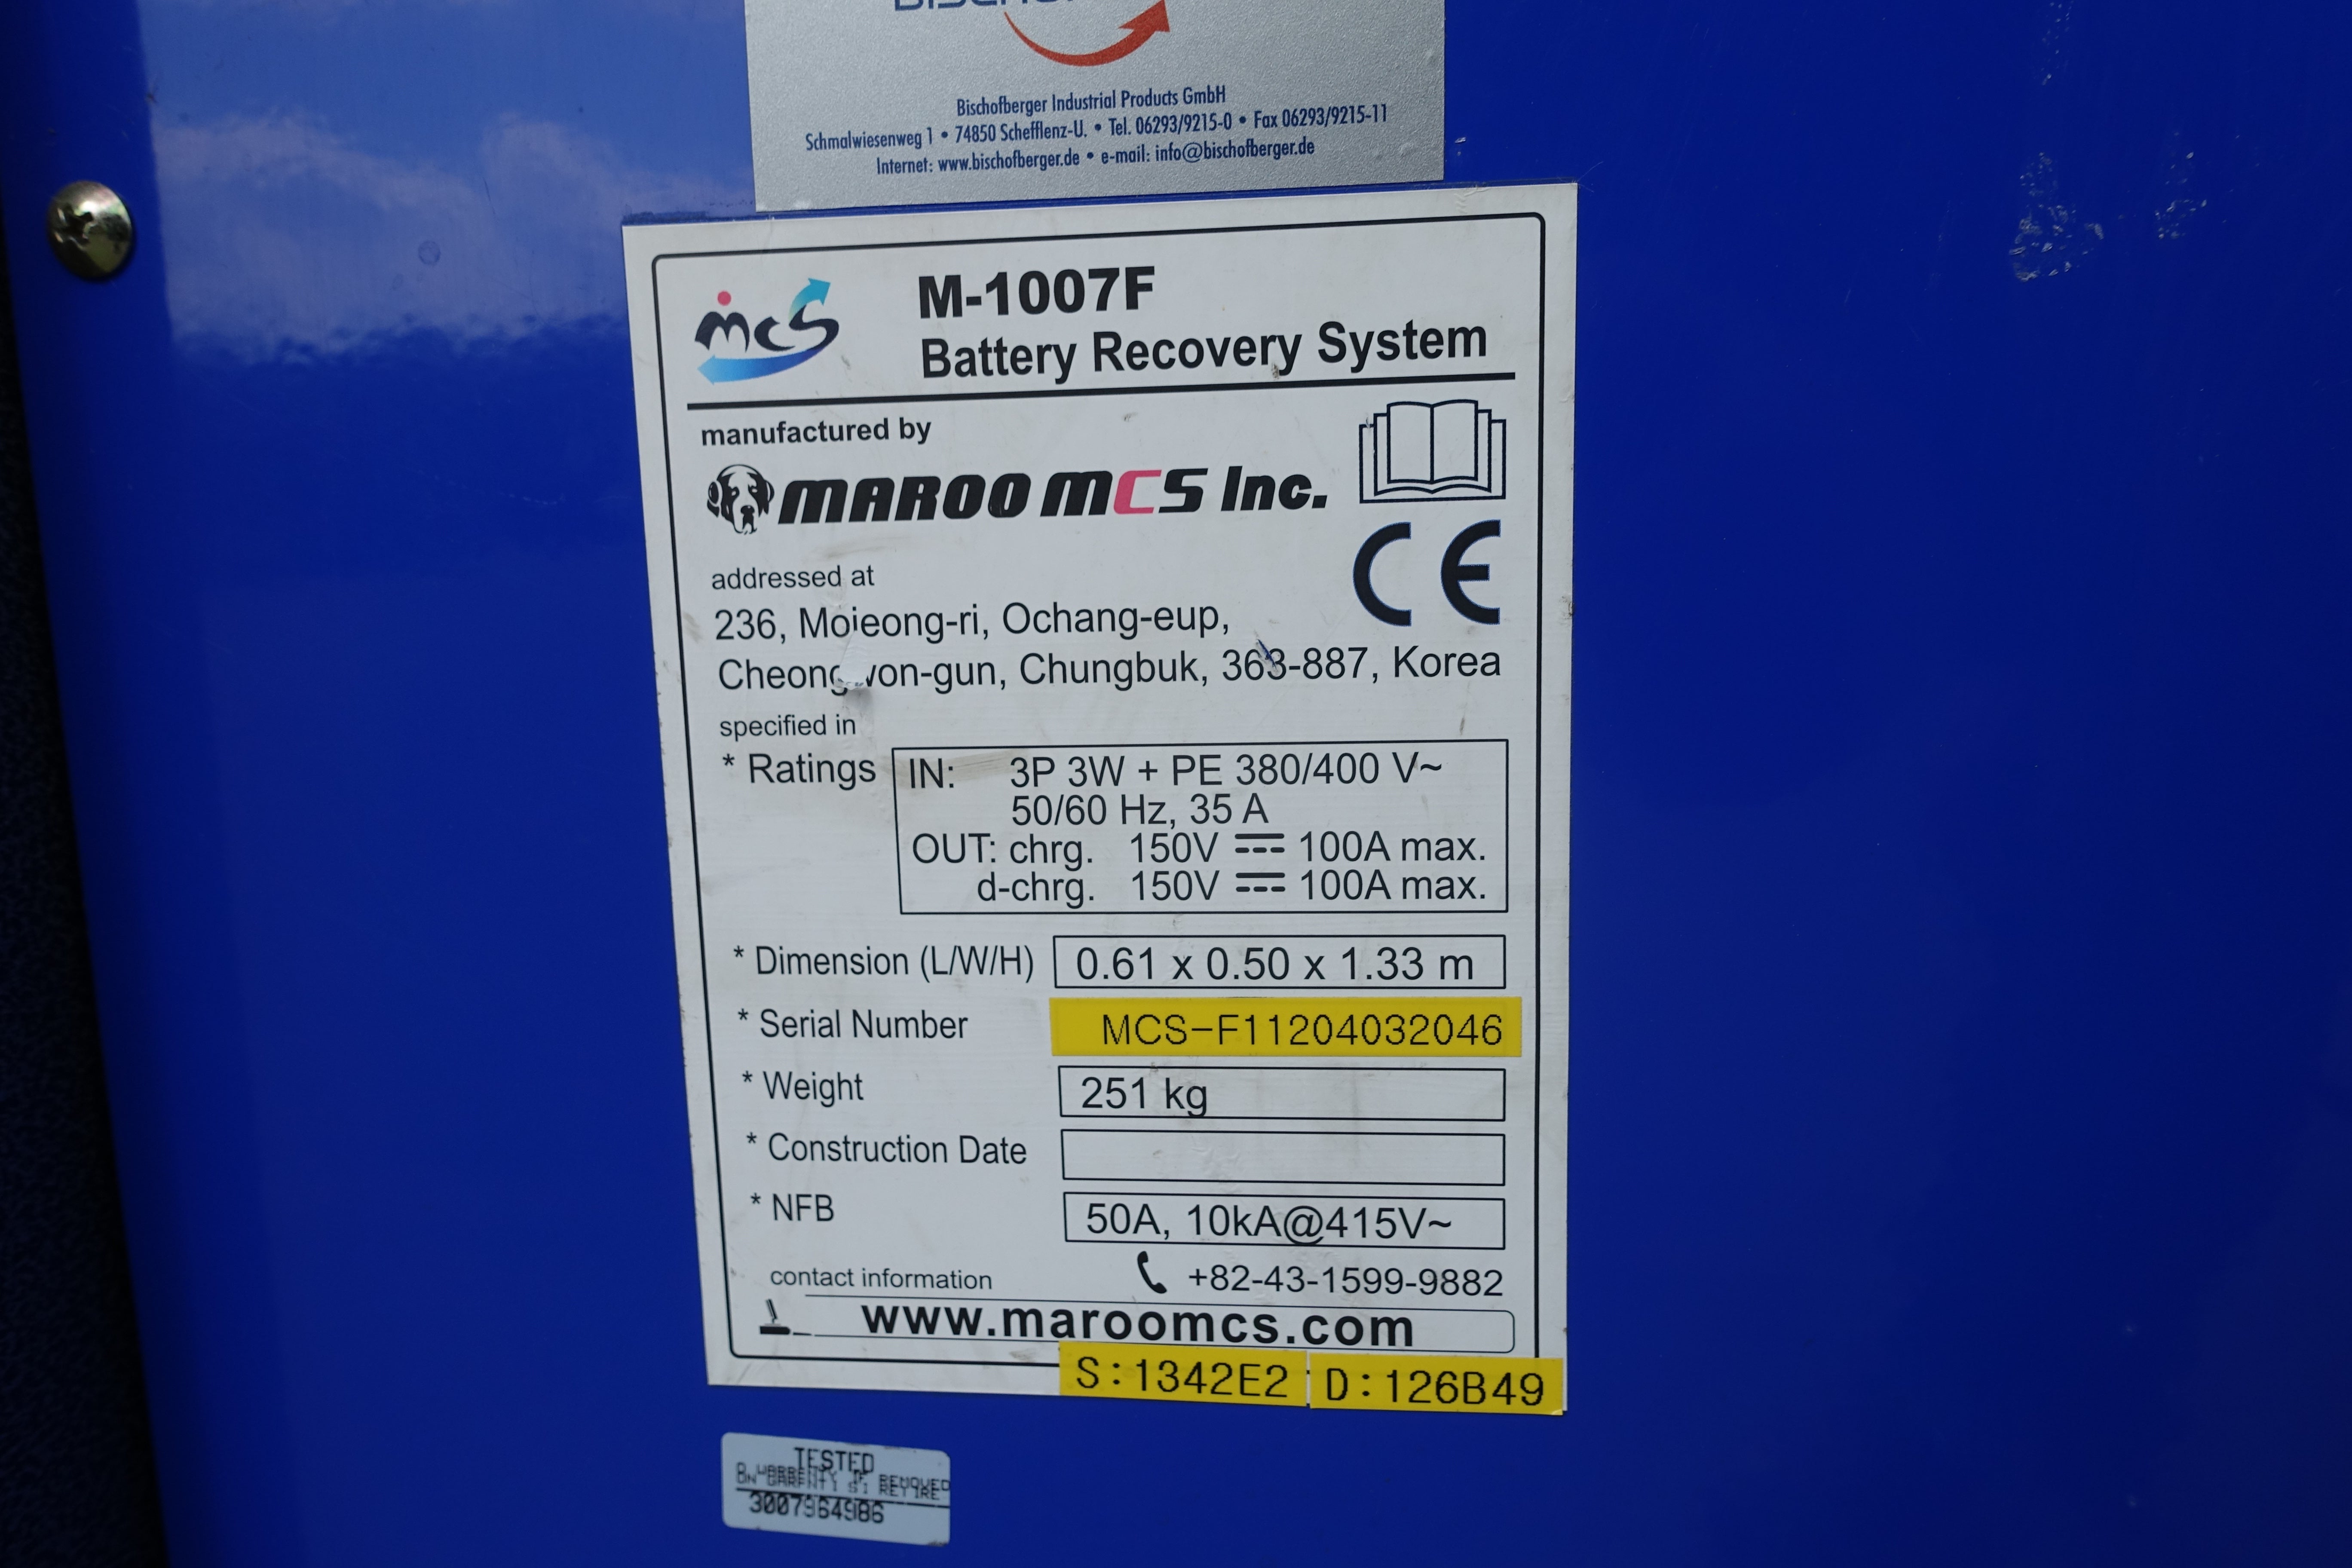 Bischofberger Industrial Products GmbH
Schmalwiesenweg 1 • 74850 Schefflenz-U. • Tel. 06293/9215-0 • Fax 06293/9215-11
Internet: www.bischofberger.de • e-mail: info@bischofberger.de
mcs
M-1007F
Battery Recovery System
manufactured by
MAROO MCS Inc.
CE
addressed at
236, Moieong-ri, Ochang-eup,
Cheongwon-gun, Chungbuk, 363-887, Korea
specified in
* Ratings
IN: 3P 3W + PE 380/400 V~
50/60 Hz, 35 A
OUT: chrg. 150V ⎓ 100A max.
d-chrg. 150V ⎓ 100A max.
* Dimension (L/W/H) 0.61 x 0.50 x 1.33 m
* Serial Number MCS-F11204032046
* Weight 251 kg
* Construction Date
* NFB 50A, 10kA@415V~
contact information +82-43-1599-9882
www.maroomcs.com
S:1342E2 D:126B49
TESTED
3007964986